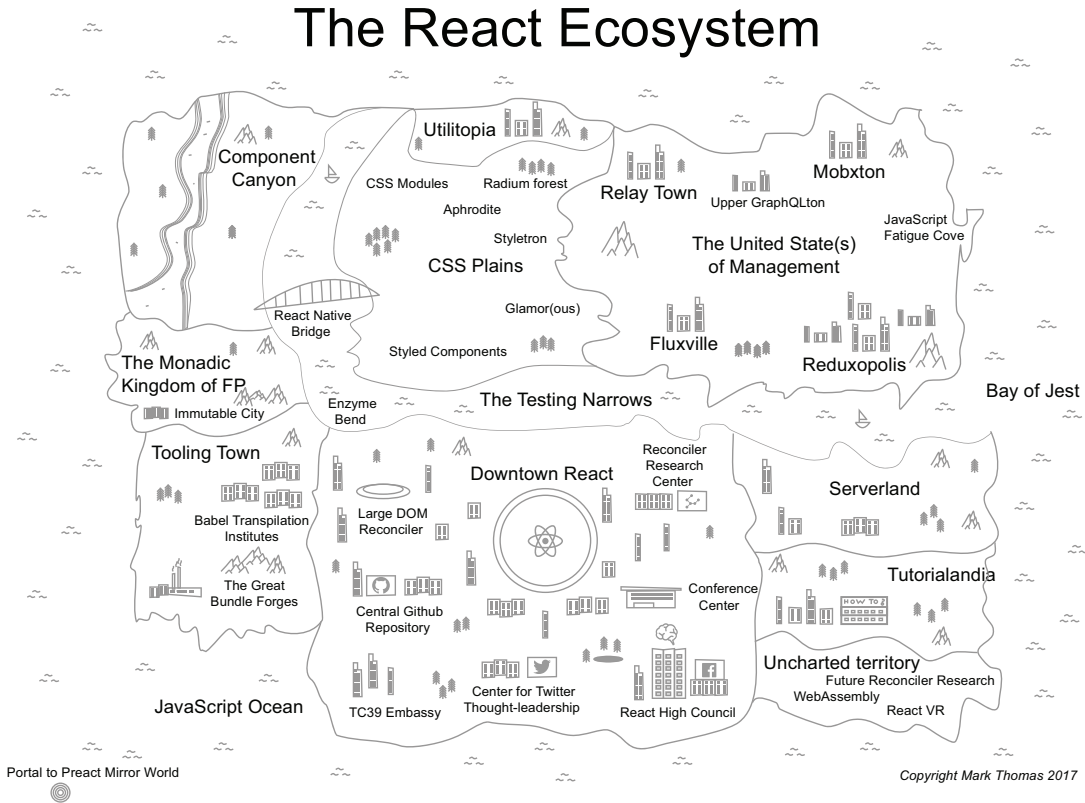 The React Ecosystem
Utilitopia
Component
Canyon
CSS Modules
Radium forest
Aphrodite
Styletron
CSS Plains
Glamor(ous)
Styled Components
Relay Town
Upper GraphQLton
Mobxton
JavaScript
Fatigue Cove
The United State(s)
of Management
Fluxville
Reduxopolis
React Native
Bridge
The Monadic
Kingdom of FP
Immutable City
Enzyme
Bend
The Testing Narrows
Bay of Jest
Tooling Town
Babel Transpilation
Institutes
The Great
Bundle Forges
Downtown React
Large DOM
Reconciler
Reconciler
Research
Center
Central Github
Repository
Conference
Center
TC39 Embassy
Center for Twitter
Thought-leadership
React High Council
Serverland
Tutorialandia
HOW TO?
Uncharted territory
Future Reconciler Research
WebAssembly
React VR
JavaScript Ocean
Portal to Preact Mirror World
Copyright Mark Thomas 2017